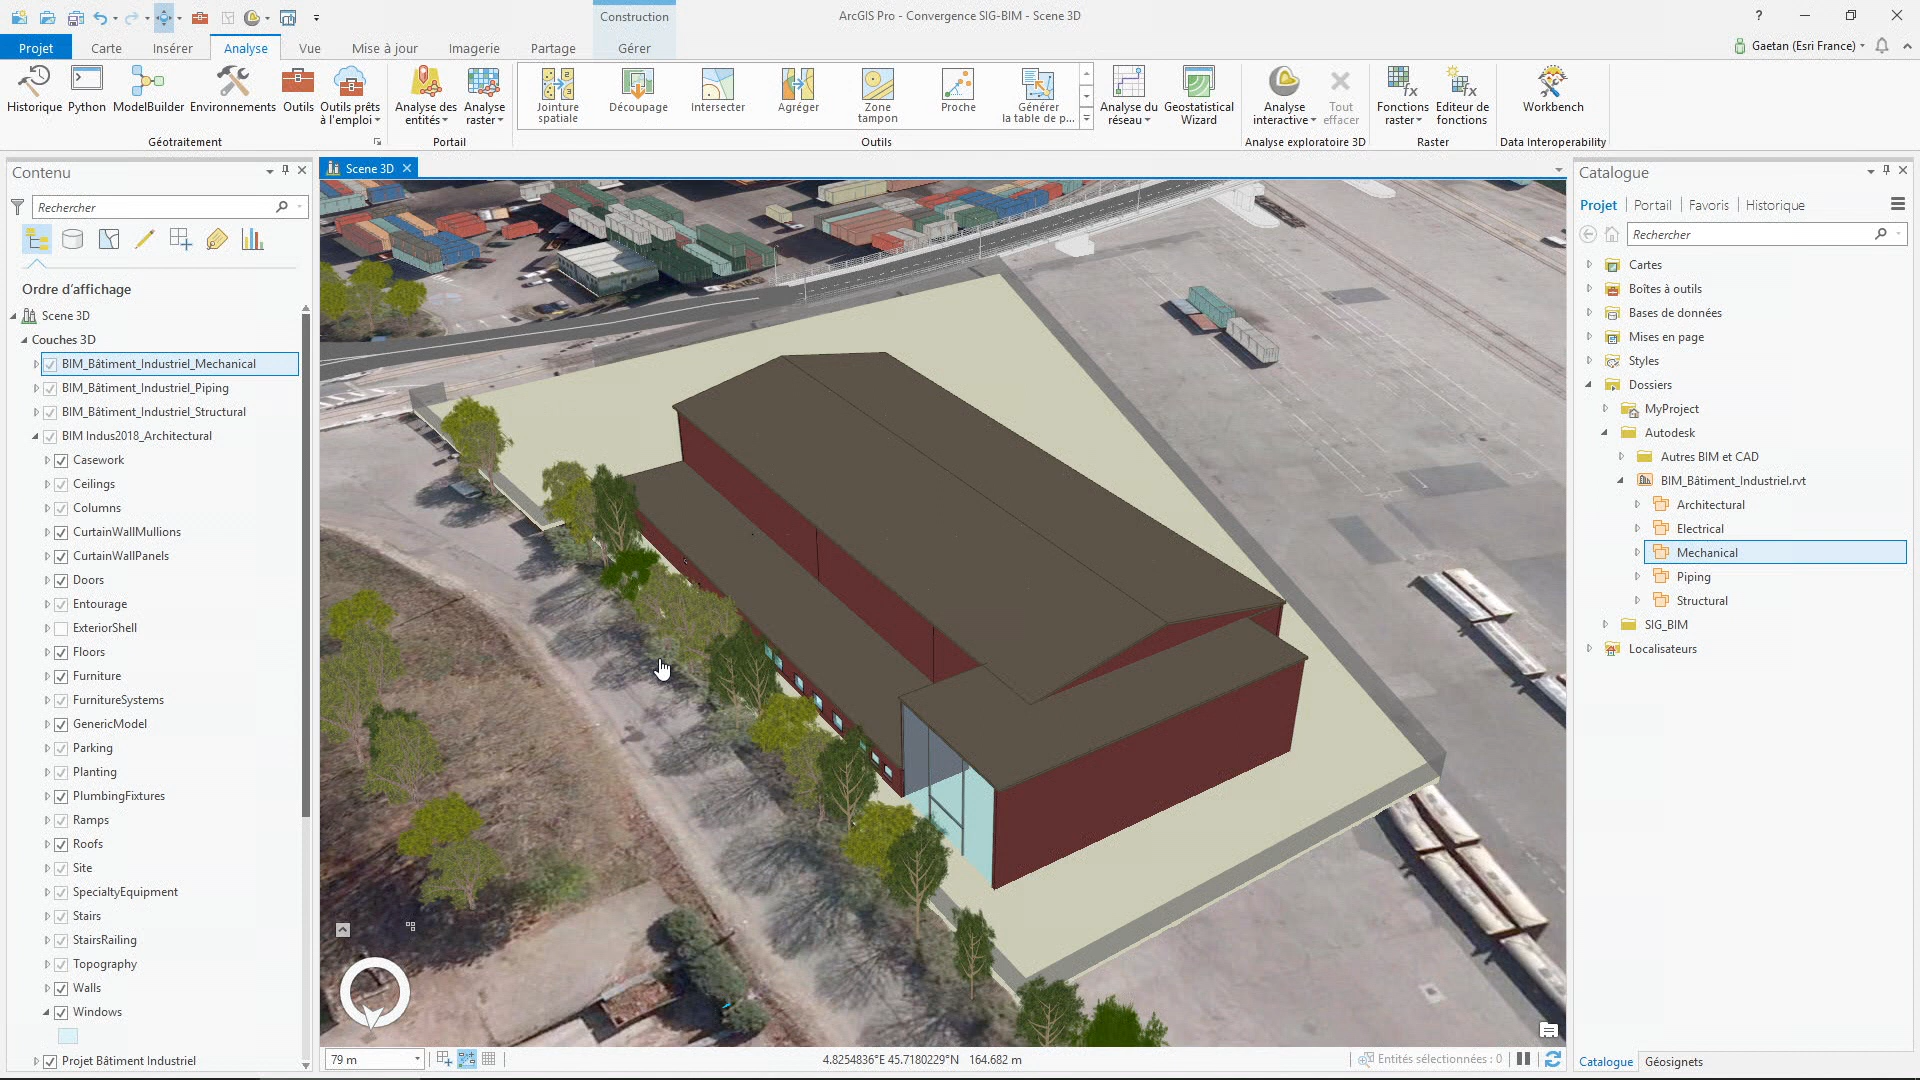 ArcGIS Pro - Convergence SIG-BIM - Scene 3D
Construction
?
Projet
Carte
Insérer
Analyse
Vue
Mise à jour
Imagerie
Partage
Gérer
Gaetan (Esri France)
Historique
Python
ModelBuilder
Environnements
Outils
Outils prêts
à l'emploi
Géotraitement
Analyse des
entités
Analyse
raster
Portail
Jointure
spatiale
Découpage
Intersecter
Agréger
Zone
tampon
Proche
Générer
la table de p...
Outils
Analyse du
réseau
Geostatistical
Wizard
Analyse
interactive
Tout
effacer
Analyse exploratoire 3D
Fonctions
raster
Editeur de
fonctions
Raster
Workbench
Data Interoperability
Contenu
Rechercher
Ordre d'affichage
Scene 3D
Couches 3D
BIM_Bâtiment_Industriel_Mechanical
BIM_Bâtiment_Industriel_Piping
BIM_Bâtiment_Industriel_Structural
BIM Indus2018_Architectural
Casework
Ceilings
Columns
CurtainWallMullions
CurtainWallPanels
Doors
Entourage
ExteriorShell
Floors
Furniture
FurnitureSystems
GenericModel
Parking
Planting
PlumbingFixtures
Ramps
Roofs
Site
SpecialtyEquipment
Stairs
StairsRailing
Topography
Walls
Windows
Projet Bâtiment Industriel
Scene 3D
79 m
4.8254836°E 45.7180229°N 164.682 m
Entités sélectionnées : 0
Catalogue
Projet
Portail
Favoris
Historique
Rechercher
Cartes
Boîtes à outils
Bases de données
Mises en page
Styles
Dossiers
MyProject
Autodesk
Autres BIM et CAD
BIM_Bâtiment_Industriel.rvt
Architectural
Electrical
Mechanical
Piping
Structural
SIG_BIM
Localisateurs
Catalogue
Géosignets